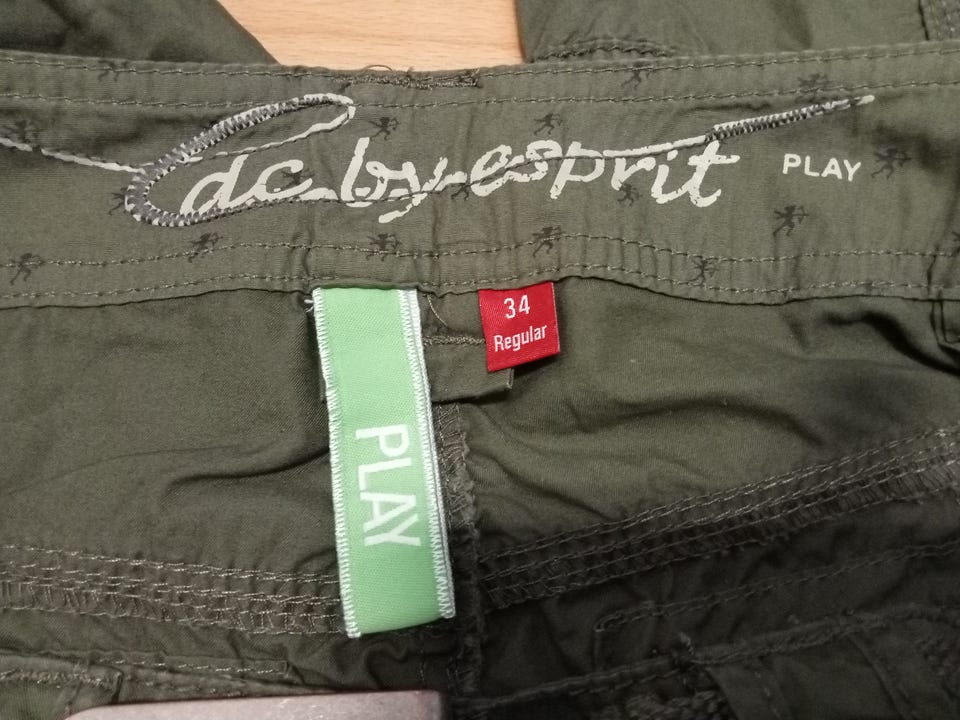 dc by esprit PLAY
34
Regular
PLAY